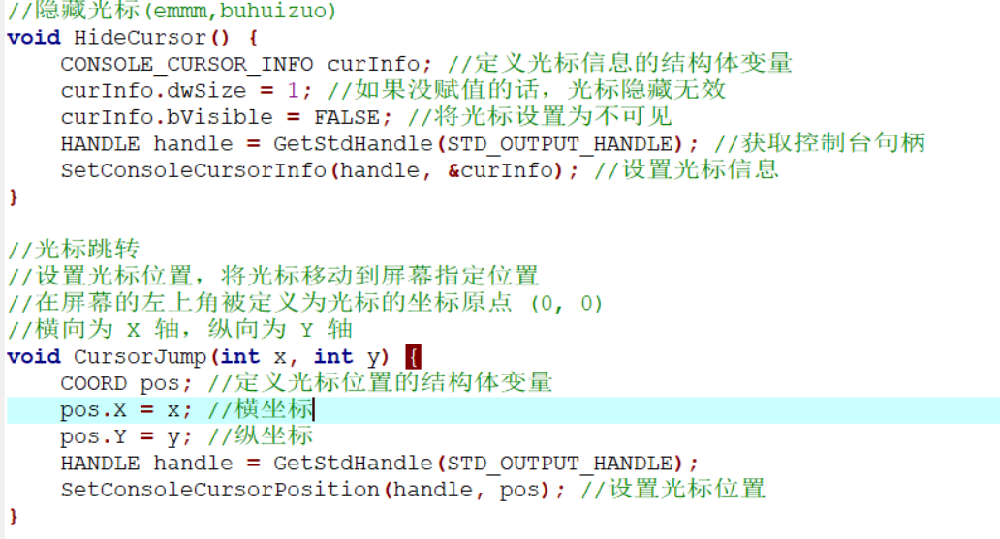 //隐藏光标(emmm,buhuizuo)
void HideCursor() {
    CONSOLE_CURSOR_INFO curInfo; //定义光标信息的结构体变量
    curInfo.dwSize = 1; //如果没赋值的话，光标隐藏无效
    curInfo.bVisible = FALSE; //将光标设置为不可见
    HANDLE handle = GetStdHandle(STD_OUTPUT_HANDLE); //获取控制台句柄
    SetConsoleCursorInfo(handle, &curInfo); //设置光标信息
}

//光标跳转
//设置光标位置，将光标移动到屏幕指定位置
//在屏幕的左上角被定义为光标的坐标原点 (0, 0)
//横向为 X 轴，纵向为 Y 轴
void CursorJump(int x, int y) {
    COORD pos; //定义光标位置的结构体变量
    pos.X = x; //横坐标
    pos.Y = y; //纵坐标
    HANDLE handle = GetStdHandle(STD_OUTPUT_HANDLE);
    SetConsoleCursorPosition(handle, pos); //设置光标位置
}